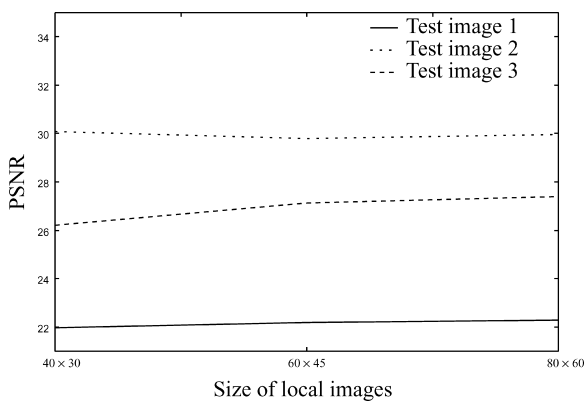 Test image 1
Test image 2
Test image 3
34
32
30
28
26
24
22
PSNR
40 × 30
60 × 45
80 × 60
Size of local images